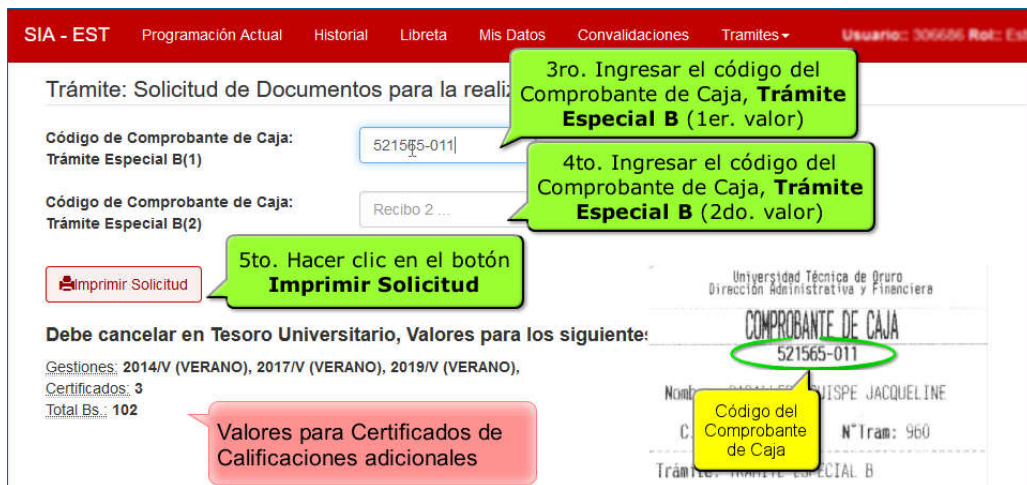 SIA - EST Programación Actual Historial Libreta Mis Datos Convalidaciones Tramites Usuario: 306686 Rol: Est
Trámite: Solicitud de Documentos para la
3ro. Ingresar el código del
Comprobante de Caja, Trámite
Especial B (1er. valor)
Código de Comprobante de Caja:
Trámite Especial B(1)
521565-011
4to. Ingresar el código del
Comprobante de Caja, Trámite
Especial B (2do. valor)
Código de Comprobante de Caja:
Trámite Especial B(2)
Recibo 2 ...
5to. Hacer clic en el botón
Imprimir Solicitud
Imprimir Solicitud
Debe cancelar en Tesoro Universitario, Valores para los
Gestiones: 2014/V (VERANO), 2017/V (VERANO), 2019/V (VERANO),
Certificados: 3
Total Bs.: 102
Valores para Certificados de
Calificaciones adicionales
Universidad Técnica de Oruro
Dirección Administrativa y Financiera
COMPROBANTE DE CAJA
521565-011
JACQUELINE
Código del
Comprobante
de Caja
N°Tram: 960
ESPECIAL B